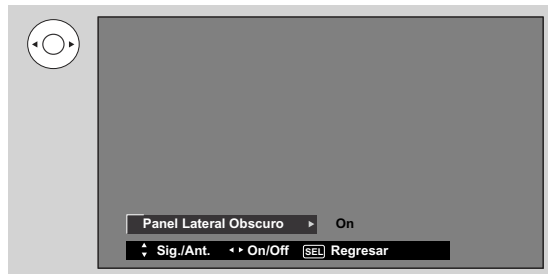 Panel Lateral Obscuro ▸ On
Sig./Ant. On/Off SEL Regresar